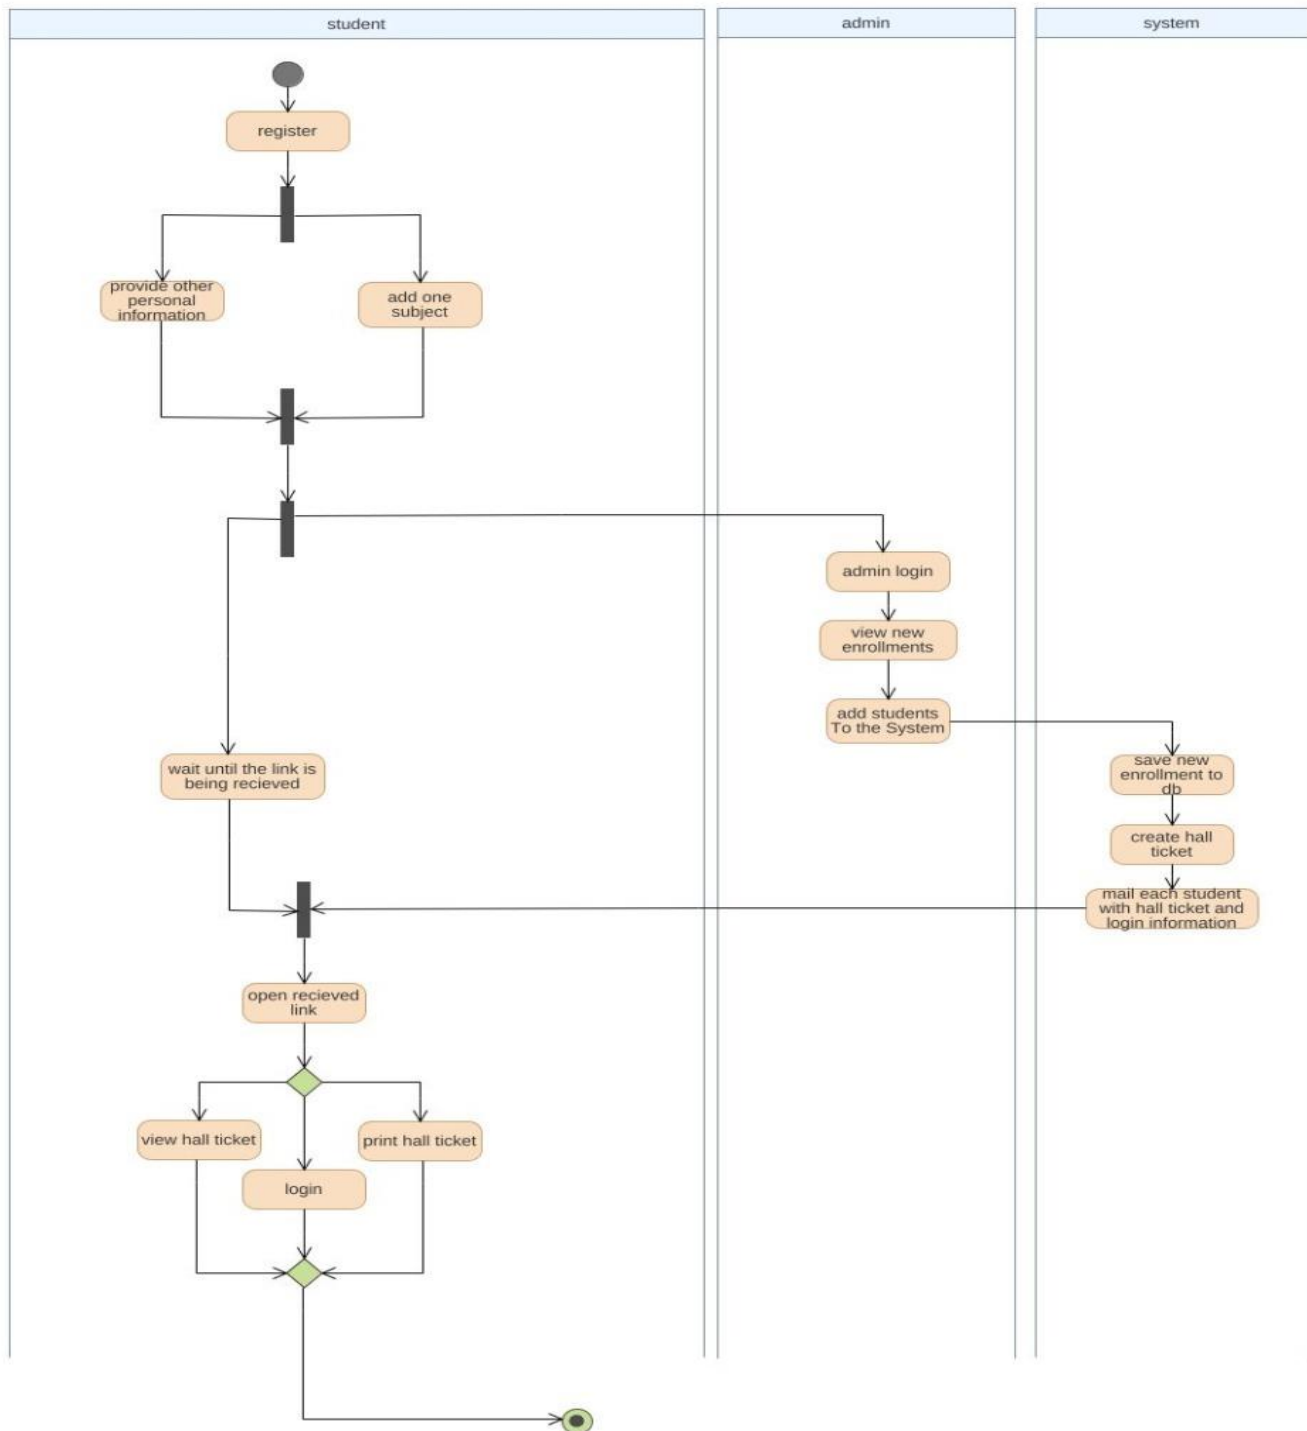 student
admin
system
register
provide other
personal
information
add one
subject
admin login
view new
enrollments
add students
To the System
wait until the link is
being recieved
save new
enrollment to
db
create hall
ticket
mail each student
with hall ticket and
login information
open recieved
link
view hall ticket
print hall ticket
login